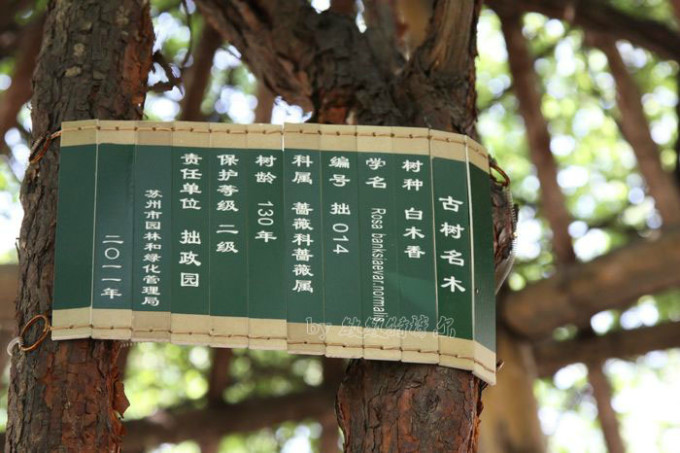 古树名木
树种 白木香
学名 Rosa banksiaevar.normalis
编号 拙014
科属 蔷薇科蔷薇属
树龄 130年
保护等级 二级
责任单位 拙政园
苏州市园林和绿化管理局
二〇一一年